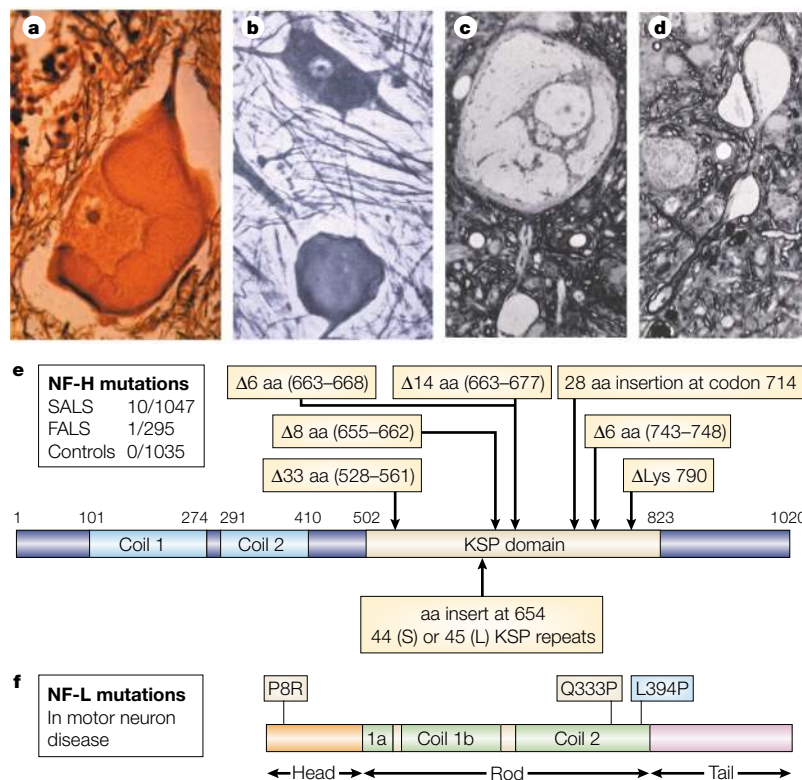 a
b
c
d
e
NF-H mutations
SALS 10/1047
FALS 1/295
Controls 0/1035
Δ6 aa (663–668)
Δ14 aa (663–677)
28 aa insertion at codon 714
Δ8 aa (655–662)
Δ6 aa (743–748)
Δ33 aa (528–561)
ΔLys 790
1 101 274 291 410 502 823 1020
Coil 1 Coil 2 KSP domain
aa insert at 654
44 (S) or 45 (L) KSP repeats
f
NF-L mutations
In motor neuron
disease
P8R Q333P L394P
1a Coil 1b Coil 2
Head Rod Tail